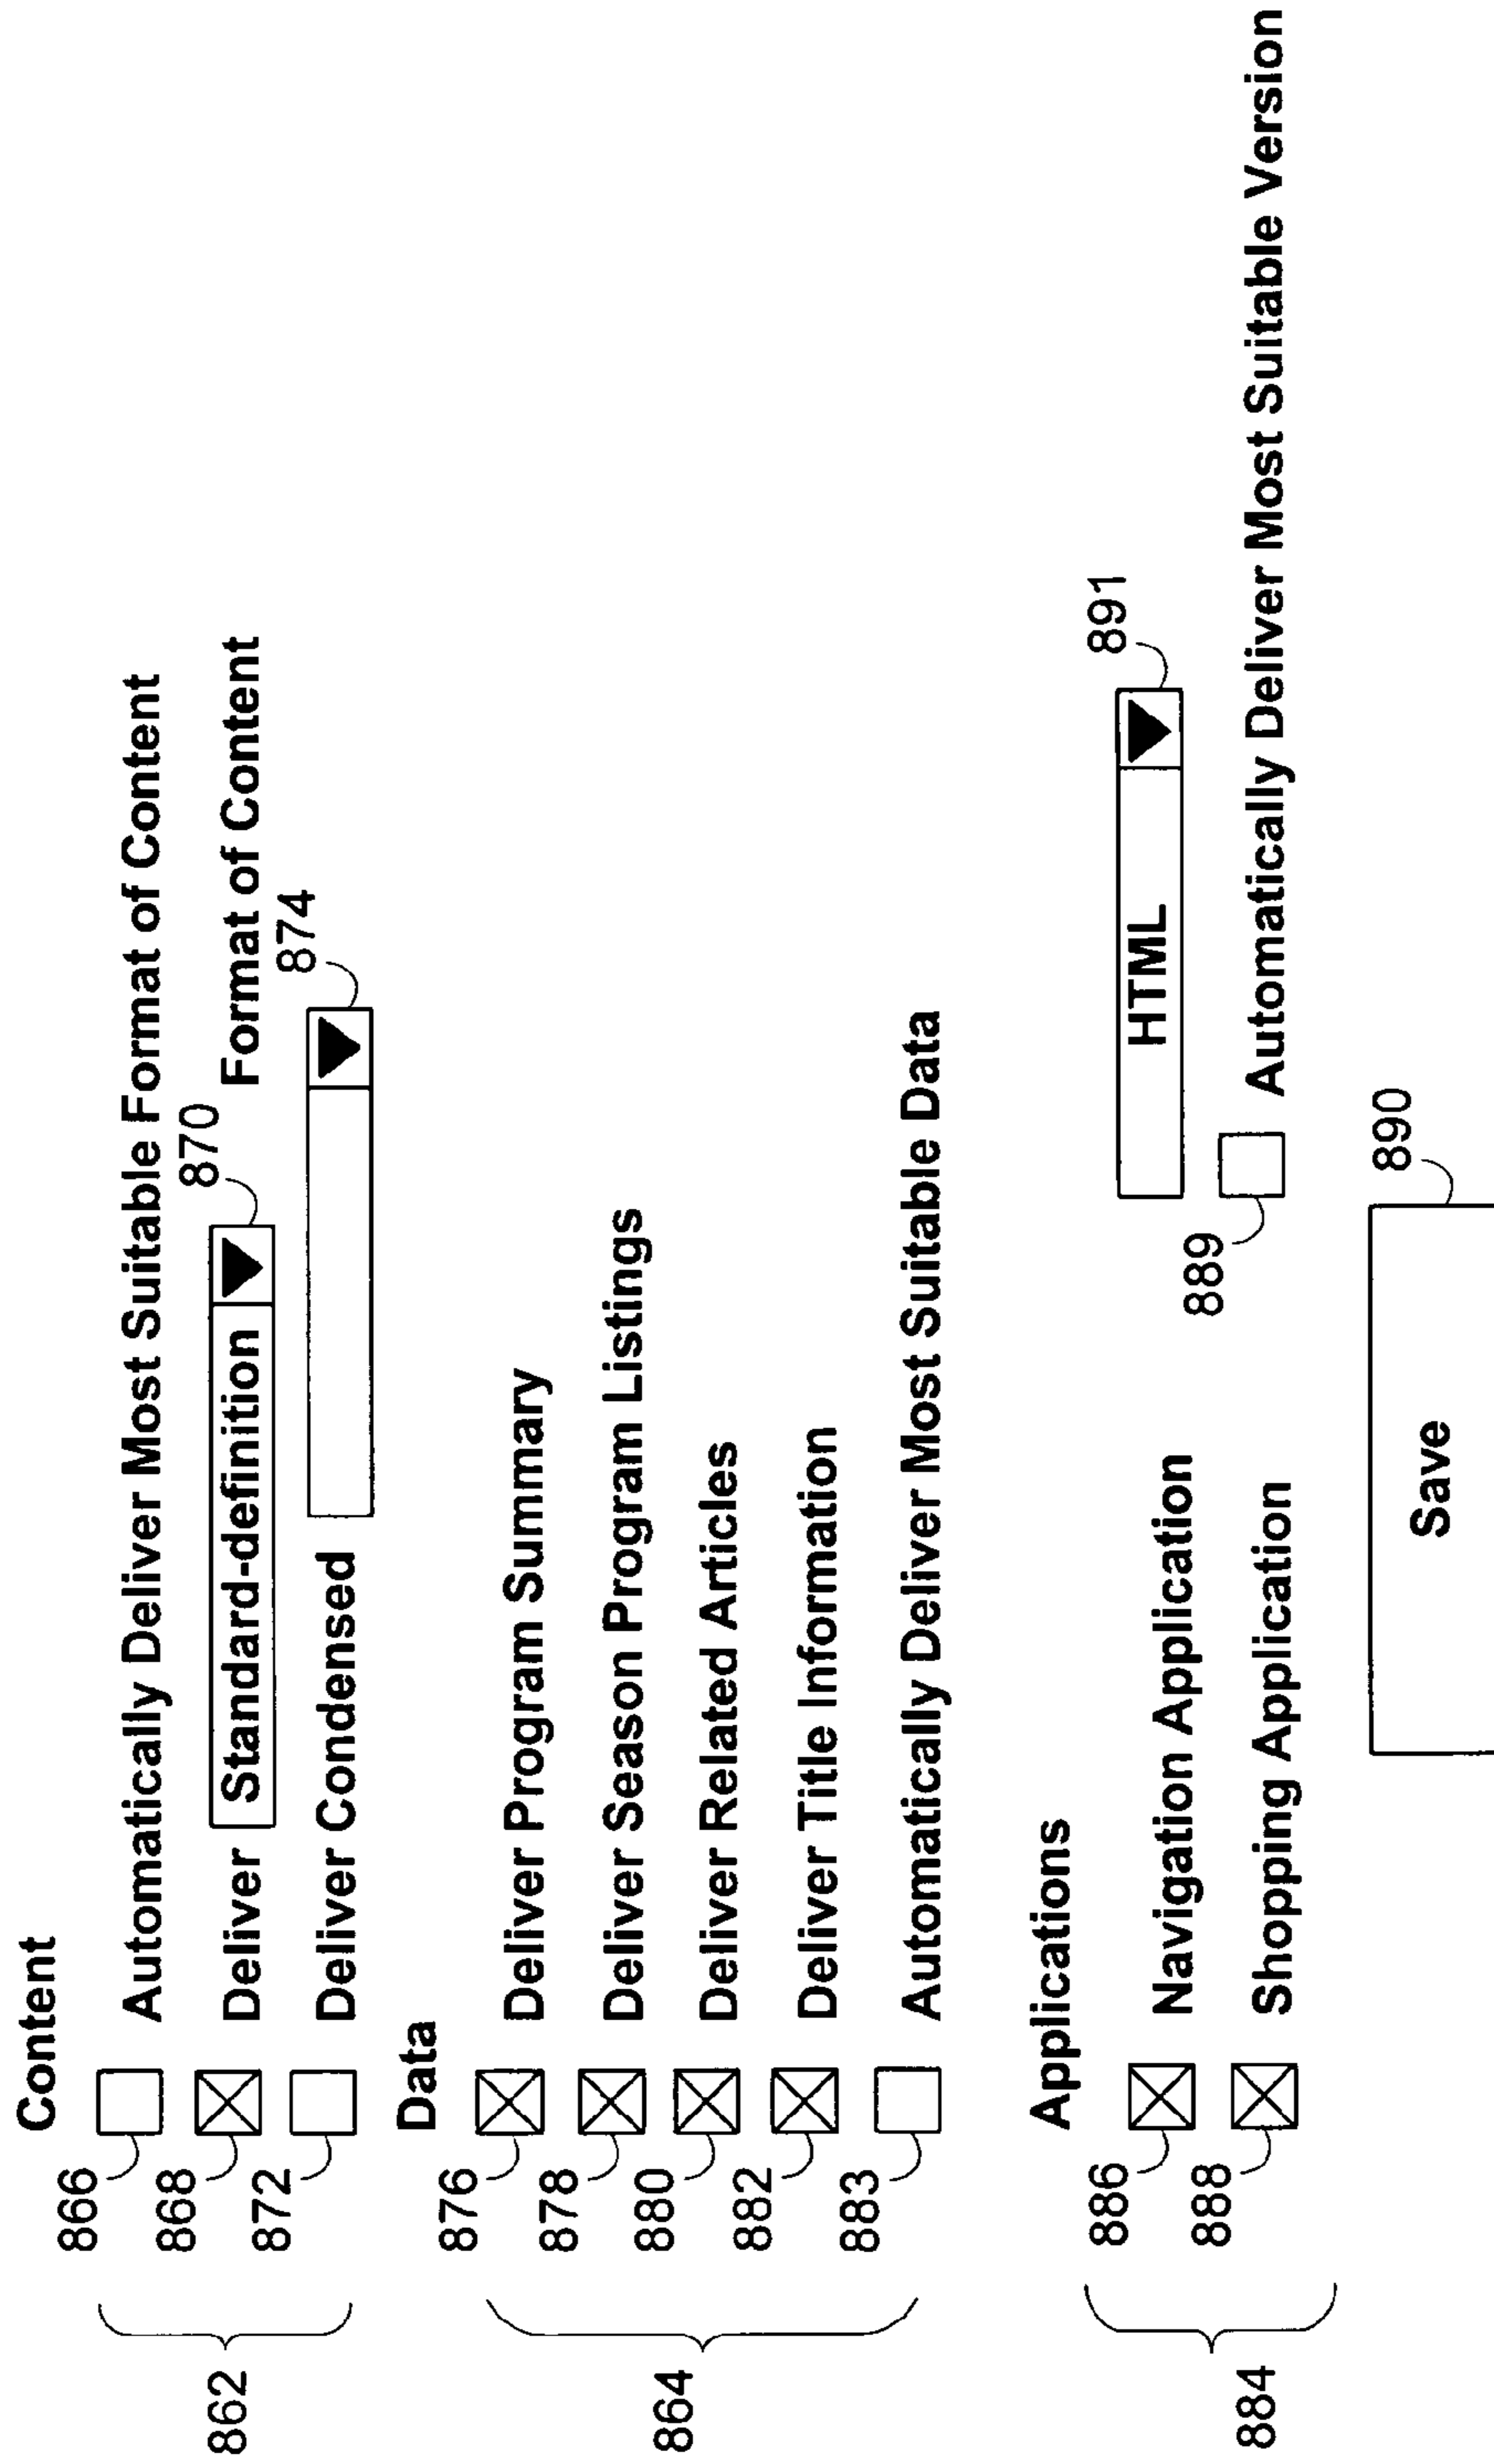 Content
866 Automatically Deliver Most Suitable Format of Content
870
868 Deliver Standard-definition Format of Content
874
872 Deliver Condensed
862
Data
876 Deliver Program Summary
878 Deliver Season Program Listings
880 Deliver Related Articles
882 Deliver Title Information
883 Automatically Deliver Most Suitable Data
864
Applications
886 Navigation Application HTML 891
888 Shopping Application 889 Automatically Deliver Most Suitable Version
884
890
Save